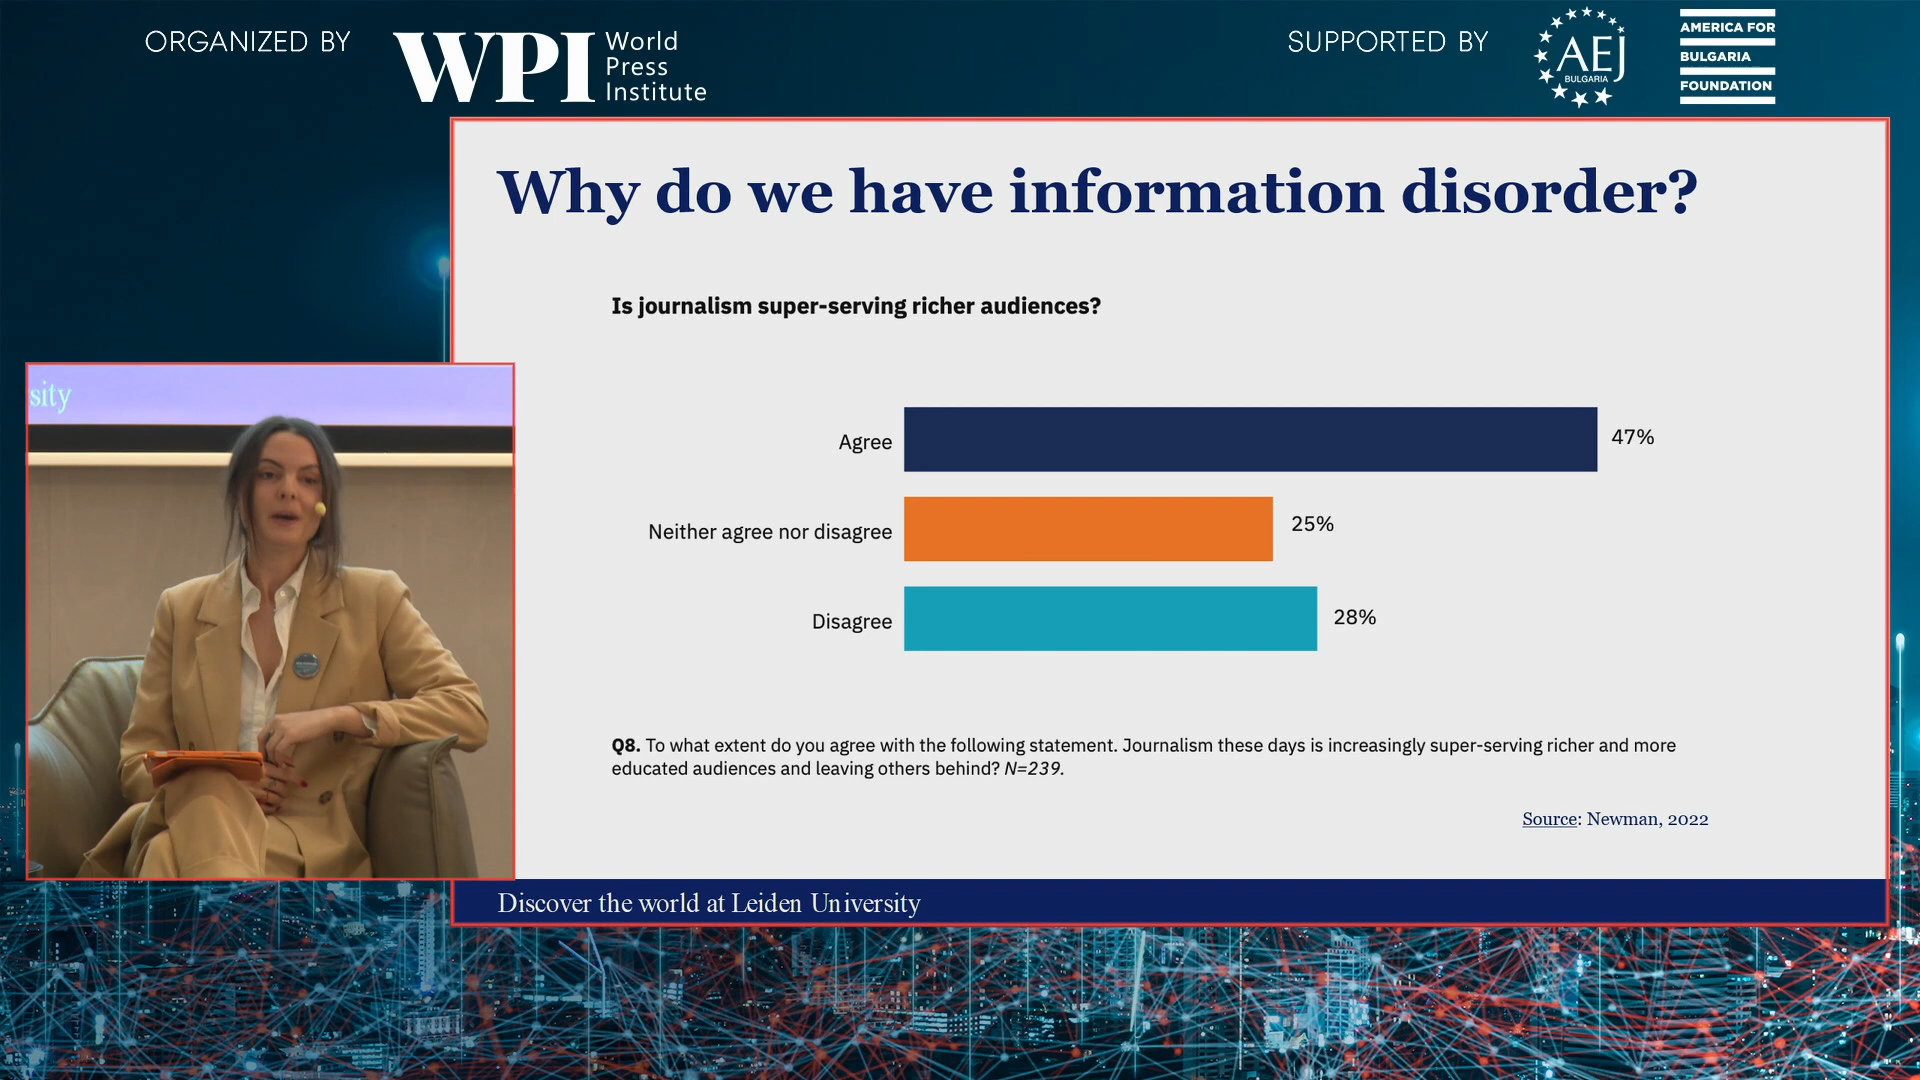 ORGANIZED BY
WPI World
Press
Institute
SUPPORTED BY
AEJ
BULGARIA
AMERICA FOR
BULGARIA
FOUNDATION
Why do we have information disorder?
Is journalism super-serving richer audiences?
Agree 47%
Neither agree nor disagree 25%
Disagree 28%
Q8. To what extent do you agree with the following statement. Journalism these days is increasingly super-serving richer and more
educated audiences and leaving others behind? N=239.
Source: Newman, 2022
Discover the world at Leiden University
sity